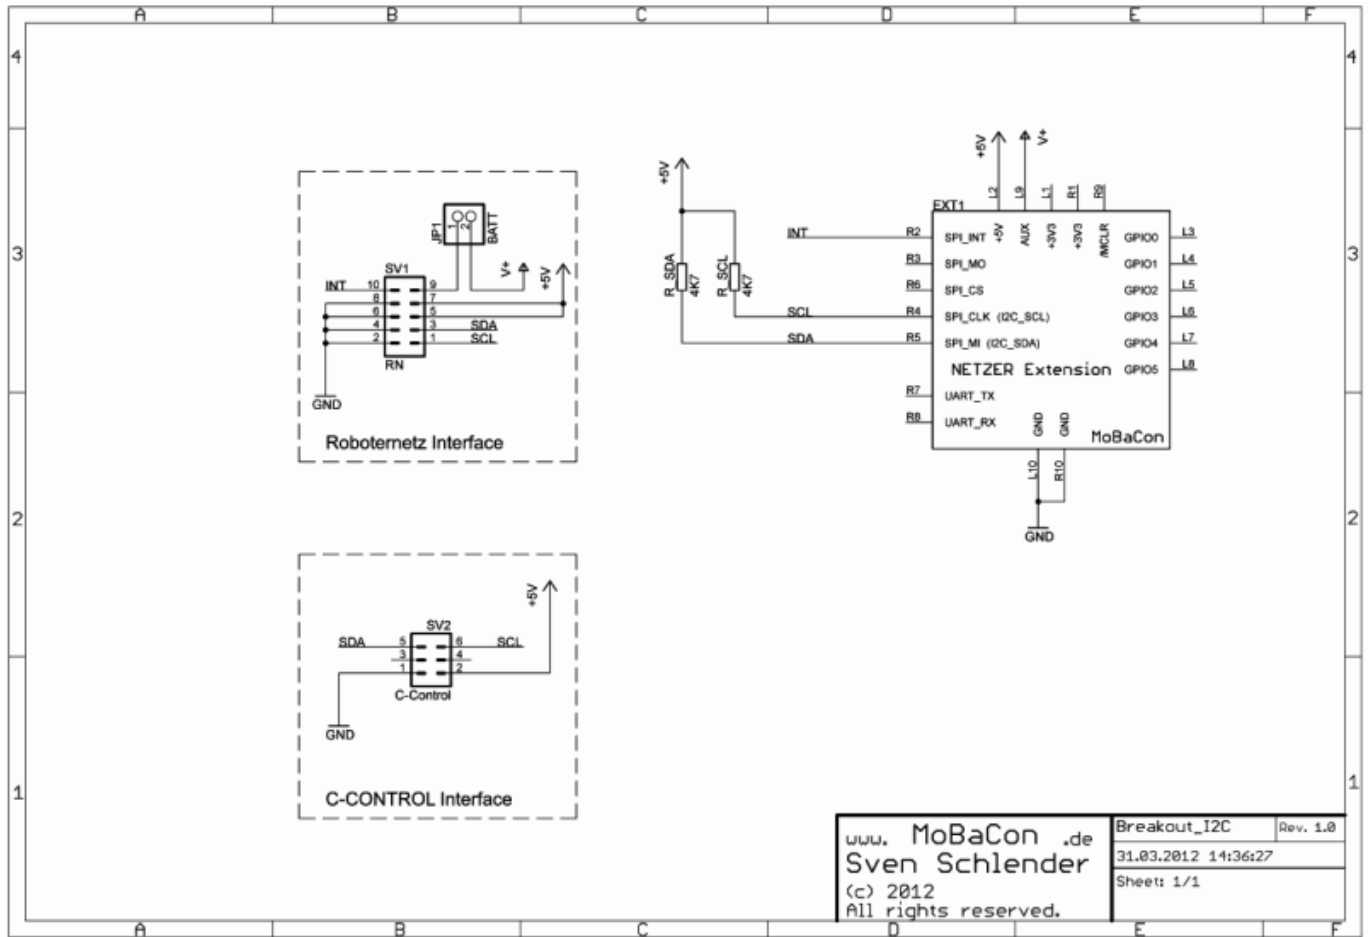 A B C D E F
4 4
+5V V+
+5V
L2 L9 L1 R1 R9
EXT1
JP1 1 2 BATT
INT R2 SPI_INT +5V AUX +3V3 +3V3 /MCLR GPIO0 L3
3 3
R3 SPI_MO GPIO1 L4
SV1 V+ +5V
R_SDA 4K7 R_SCL 4K7
INT 10 9
R6 SPI_CS GPIO2 L5
8 7
SCL R4 SPI_CLK (I2C_SCL) GPIO3 L6
6 5
4 3 SDA
2 1 SCL
SDA R5 SPI_MI (I2C_SDA) GPIO4 L7
RN
NETZER Extension GPIO5 L8
GND
R7 UART_TX
R8 UART_RX GND GND
MoBaCon
Roboternetz Interface
L10 R10
2 2
GND
+5V
SV2
SDA 5 6 SCL
3 4
1 2
C-Control
GND
1 1
C-CONTROL Interface
www. MoBaCon .de
Sven Schlender
(c) 2012
All rights reserved.
Breakout_I2C Rev. 1.0
31.03.2012 14:36:27
Sheet: 1/1
A B C D E F